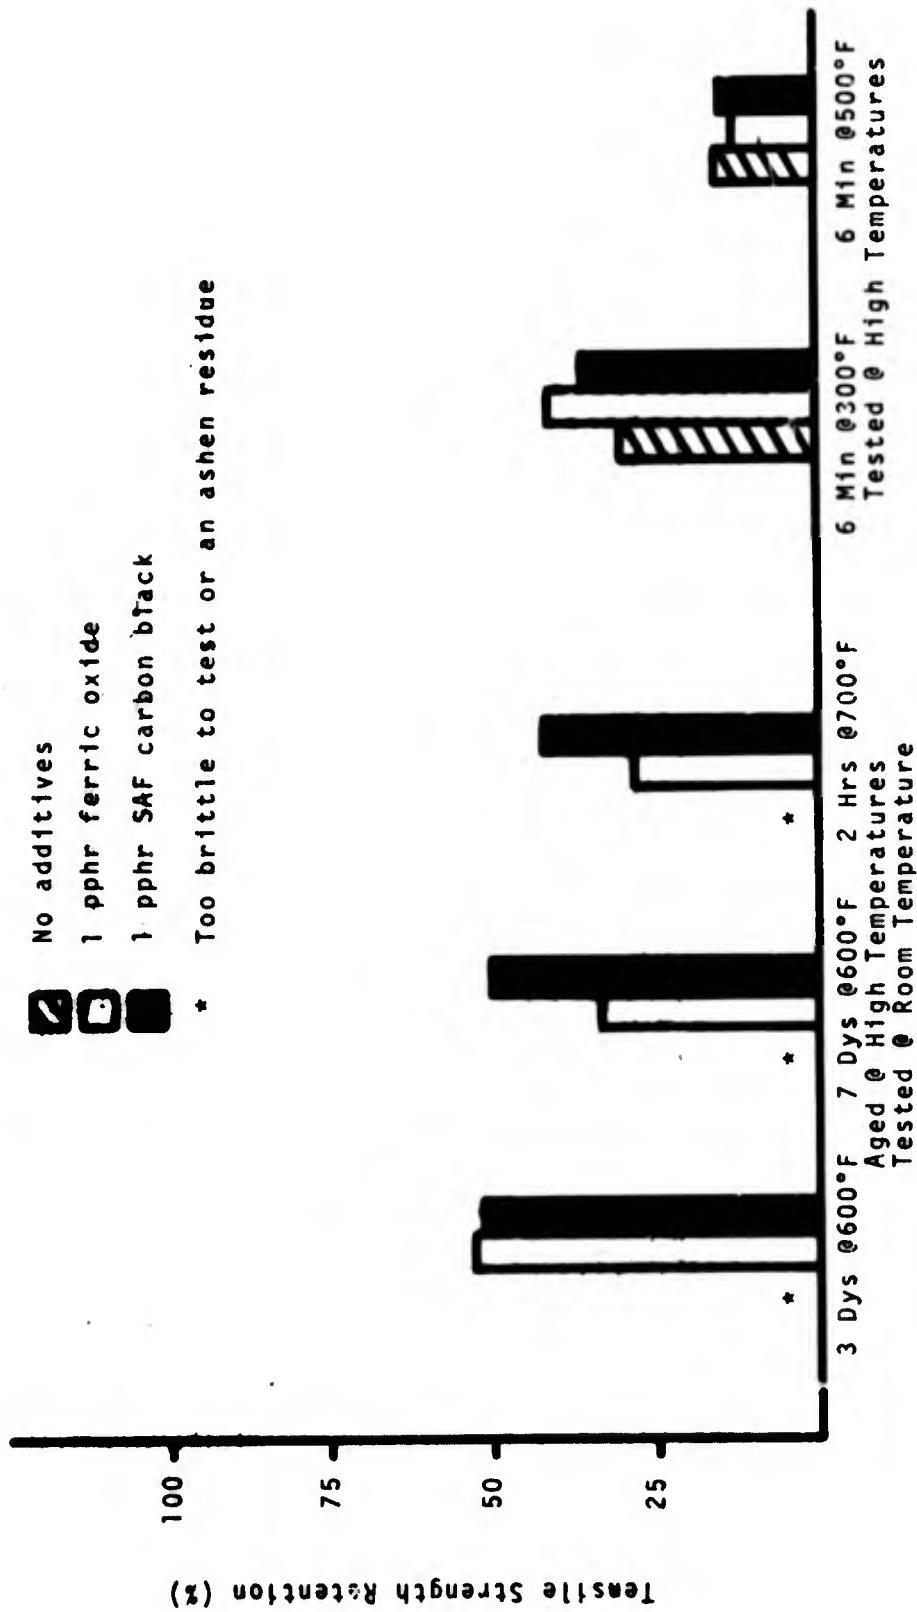 No additives
1 pphr ferric oxide
1 pphr SAF carbon black
* Too brittle to test or an ashen residue
Tensile Strength Retention (%)
100
75
50
25
*
*
*
3 Dys @600°F 7 Dys @600°F 2 Hrs @700°F 6 Min @300°F 6 Min @500°F
Aged @ High Temperatures Tested @ High Temperatures
Tested @ Room Temperature